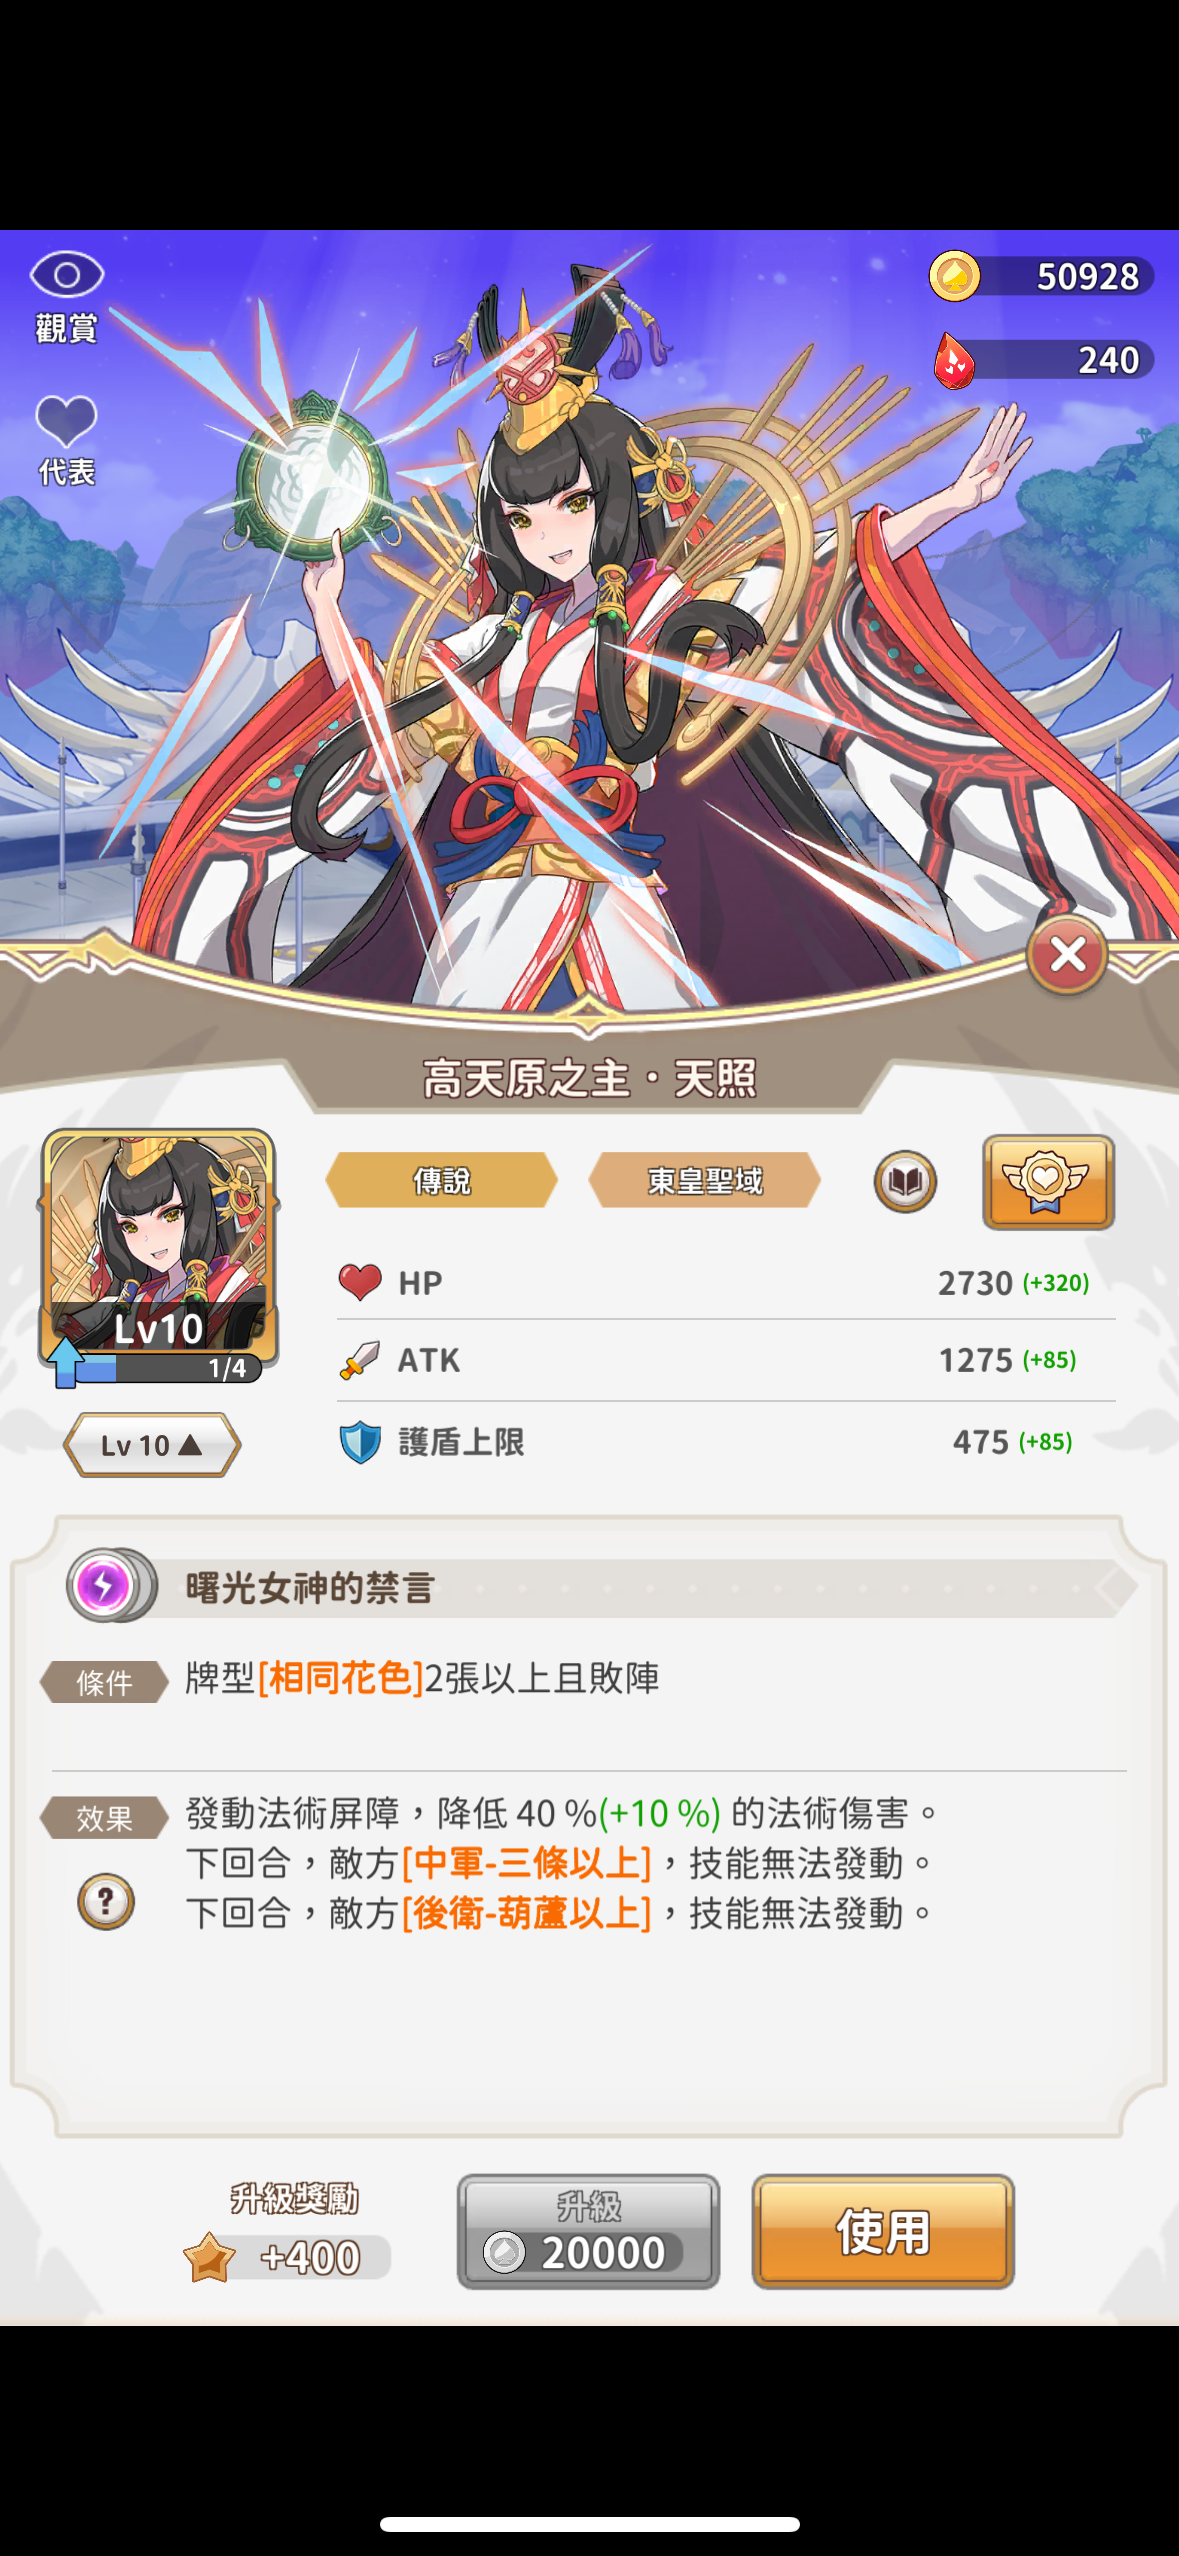 觀賞
50928
代表
240
高天原之主・天照
傳說
東皇聖域
HP
2730 (+320)
Lv10
1/4
ATK
1275 (+85)
Lv 10 ▲
護盾上限
475 (+85)
曙光女神的禁言
條件
牌型[相同花色]2張以上且敗陣
效果
發動法術屏障，降低 40 %(+10 %) 的法術傷害。
下回合，敵方[中軍-三條以上]，技能無法發動。
?
下回合，敵方[後衛-葫蘆以上]，技能無法發動。
升級獎勵
+400
升級
20000
使用